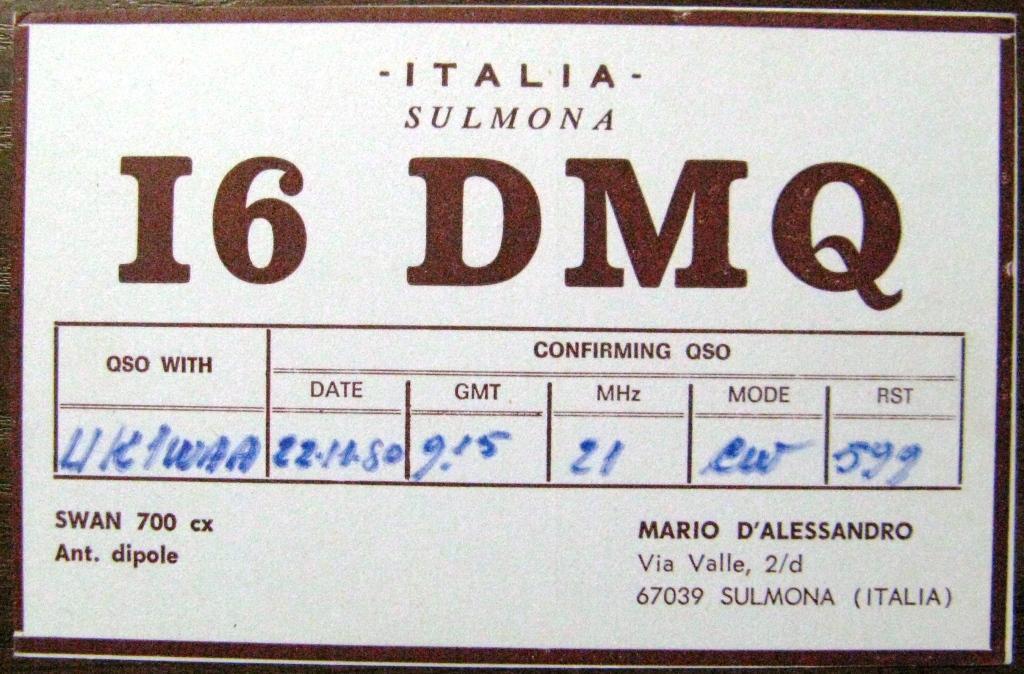 - ITALIA -
SULMONA
I6 DMQ
QSO WITH
CONFIRMING QSO
DATE GMT MHz MODE RST
UK1WAA 22·11·80 9.15 21 CW 599
SWAN 700 cx
Ant. dipole
MARIO D'ALESSANDRO
Via Valle, 2/d
67039 SULMONA (ITALIA)